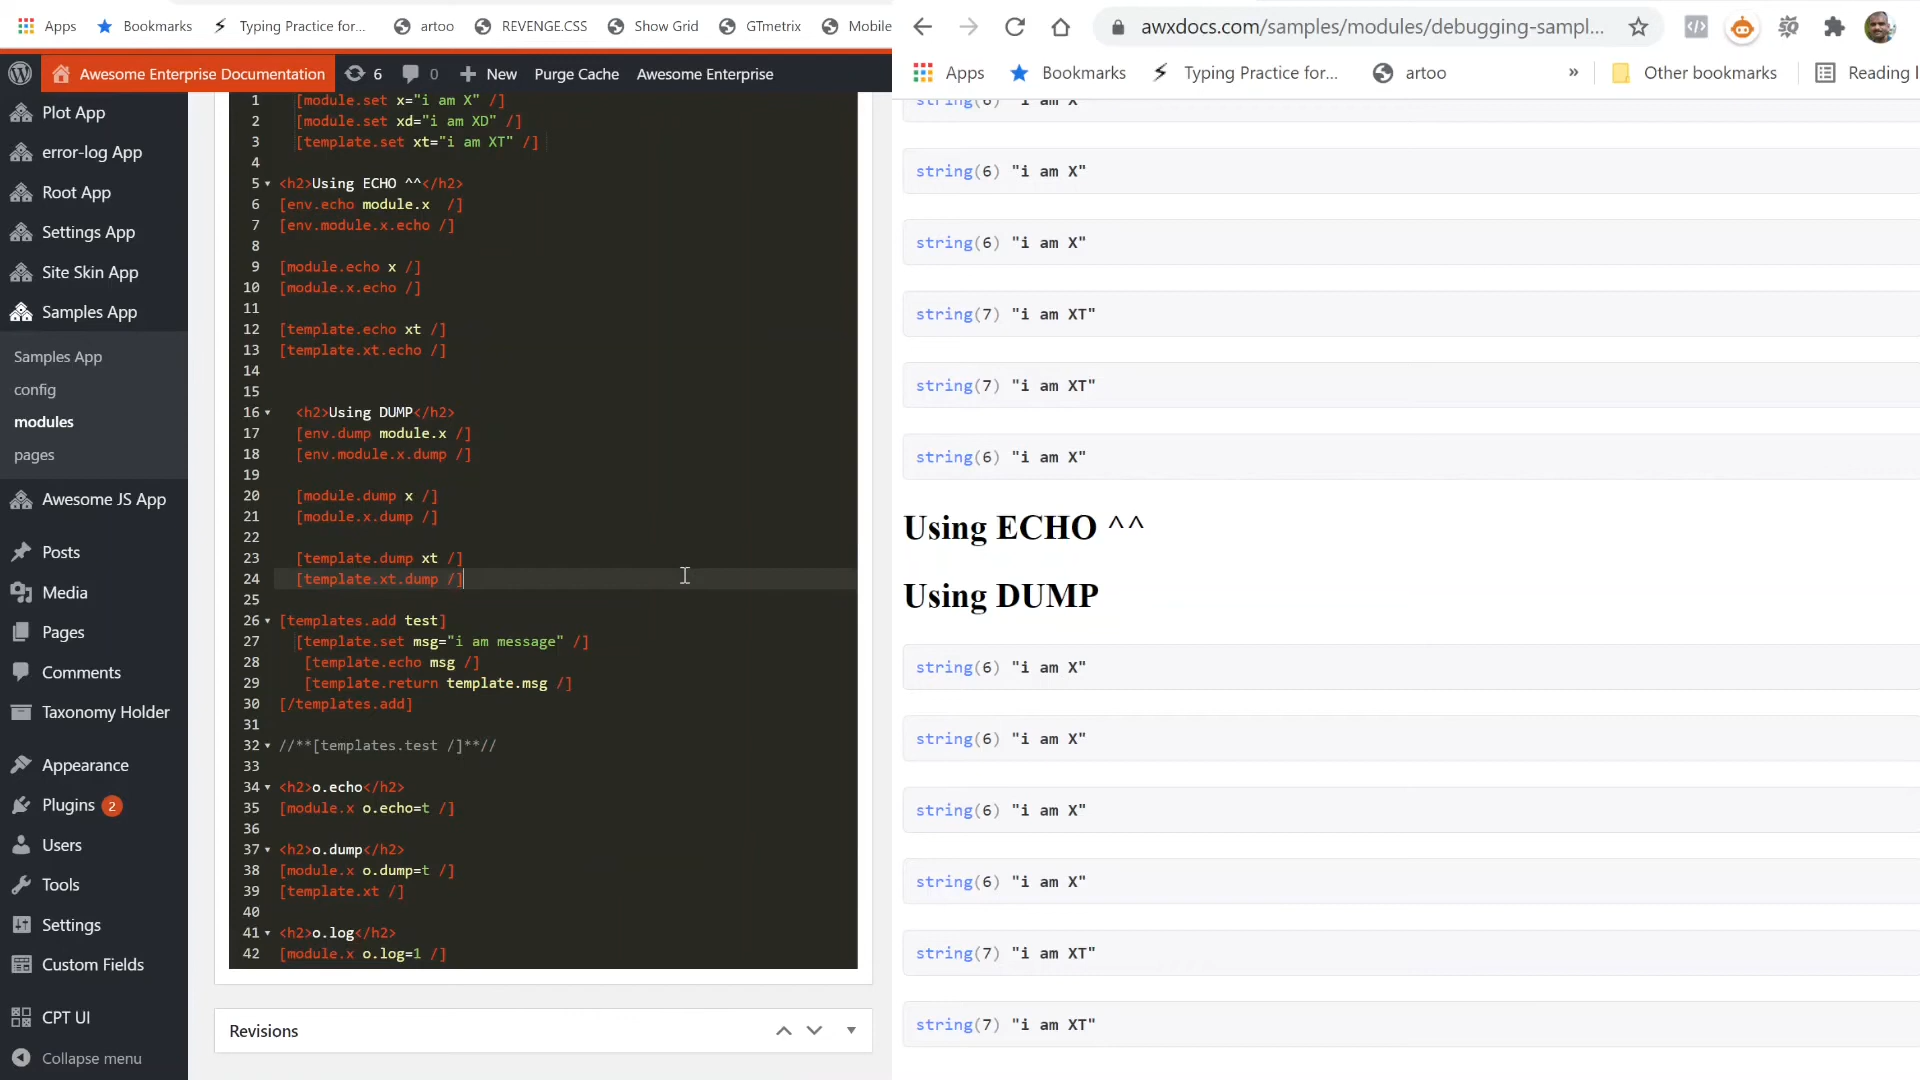 Apps
Bookmarks
Typing Practice for...
artoo
REVENGE.CSS
Show Grid
GTmetrix
Mobile
Awesome Enterprise Documentation
6
0
New
Purge Cache
Awesome Enterprise
Plot App
error-log App
Root App
Settings App
Site Skin App
Samples App
Samples App
config
modules
pages
Awesome JS App
Posts
Media
Pages
Comments
Taxonomy Holder
Appearance
Plugins 2
Users
Tools
Settings
Custom Fields
CPT UI
Collapse menu
1 [module.set x="i am X" /]
2 [module.set xd="i am XD" /]
3 [template.set xt="i am XT" /]
4
5 <h2>Using ECHO ^^</h2>
6 [env.echo module.x  /]
7 [env.module.x.echo /]
8
9 [module.echo x /]
10 [module.x.echo /]
11
12 [template.echo xt /]
13 [template.xt.echo /]
14
15
16 <h2>Using DUMP</h2>
17 [env.dump module.x /]
18 [env.module.x.dump /]
19
20 [module.dump x /]
21 [module.x.dump /]
22
23 [template.dump xt /]
24 [template.xt.dump /]
25
26 [templates.add test]
27 [template.set msg="i am message" /]
28 [template.echo msg /]
29 [template.return template.msg /]
30 [/templates.add]
31
32 //**[templates.test /]**//
33
34 <h2>o.echo</h2>
35 [module.x o.echo=t /]
36
37 <h2>o.dump</h2>
38 [module.x o.dump=t /]
39 [template.xt /]
40
41 <h2>o.log</h2>
42 [module.x o.log=1 /]
Revisions
awxdocs.com/samples/modules/debugging-sampl...
Apps
Bookmarks
Typing Practice for...
artoo
»
Other bookmarks
Reading l
string(6) "i am X"
string(6) "i am X"
string(6) "i am X"
string(7) "i am XT"
string(7) "i am XT"
string(6) "i am X"
Using ECHO ^^
Using DUMP
string(6) "i am X"
string(6) "i am X"
string(6) "i am X"
string(6) "i am X"
string(7) "i am XT"
string(7) "i am XT"